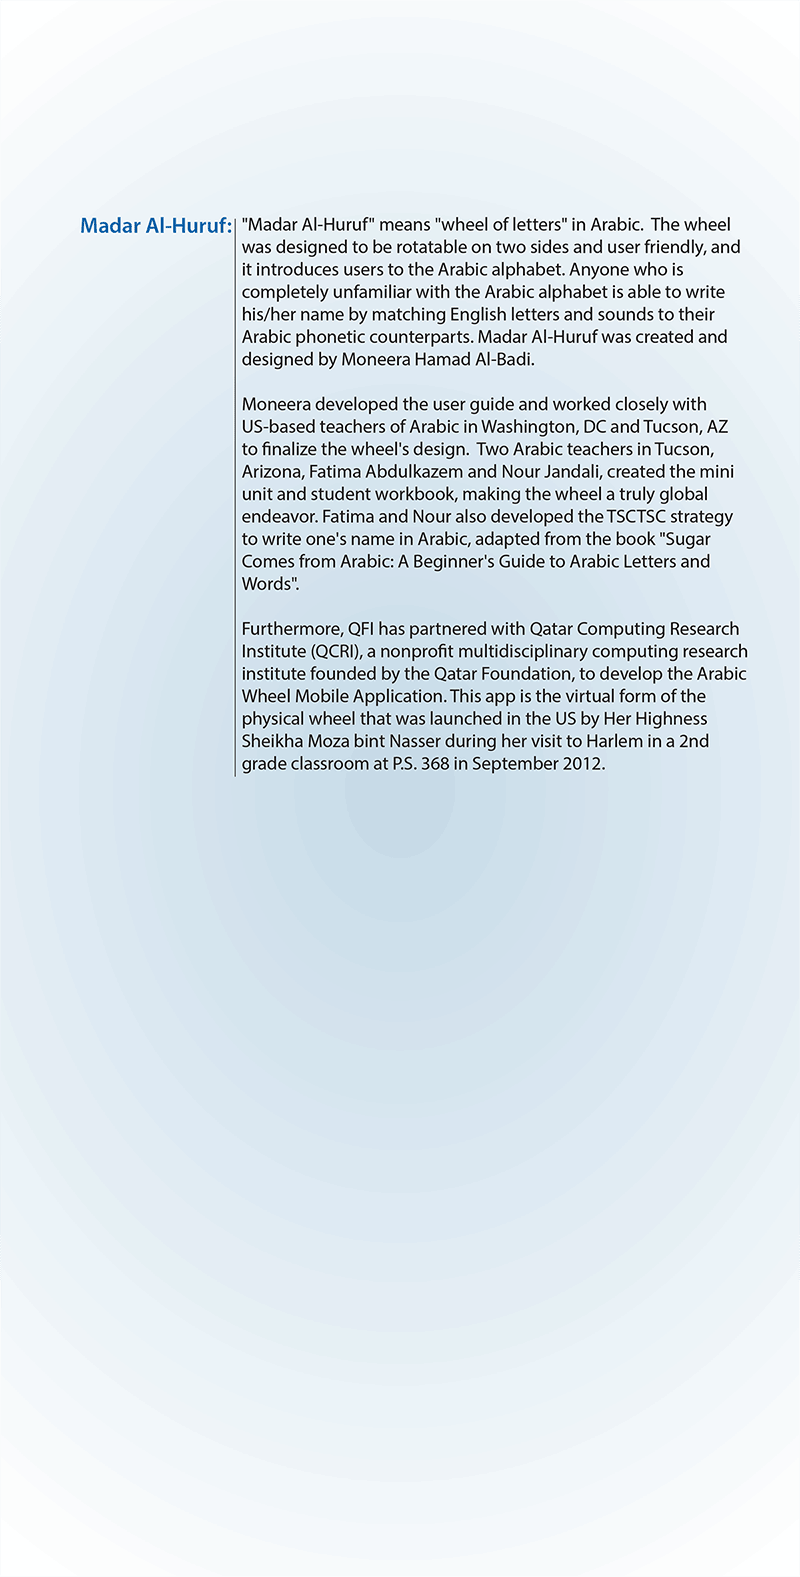 Madar Al-Huruf: "Madar Al-Huruf" means "wheel of letters" in Arabic.  The wheel
was designed to be rotatable on two sides and user friendly, and
it introduces users to the Arabic alphabet. Anyone who is
completely unfamiliar with the Arabic alphabet is able to write
his/her name by matching English letters and sounds to their
Arabic phonetic counterparts. Madar Al-Huruf was created and
designed by Moneera Hamad Al-Badi.

Moneera developed the user guide and worked closely with
US-based teachers of Arabic in Washington, DC and Tucson, AZ
to finalize the wheel's design.  Two Arabic teachers in Tucson,
Arizona, Fatima Abdulkazem and Nour Jandali, created the mini
unit and student workbook, making the wheel a truly global
endeavor. Fatima and Nour also developed the TSCTSC strategy
to write one's name in Arabic, adapted from the book "Sugar
Comes from Arabic: A Beginner's Guide to Arabic Letters and
Words".

Furthermore, QFI has partnered with Qatar Computing Research
Institute (QCRI), a nonprofit multidisciplinary computing research
institute founded by the Qatar Foundation, to develop the Arabic
Wheel Mobile Application. This app is the virtual form of the
physical wheel that was launched in the US by Her Highness
Sheikha Moza bint Nasser during her visit to Harlem in a 2nd
grade classroom at P.S. 368 in September 2012.